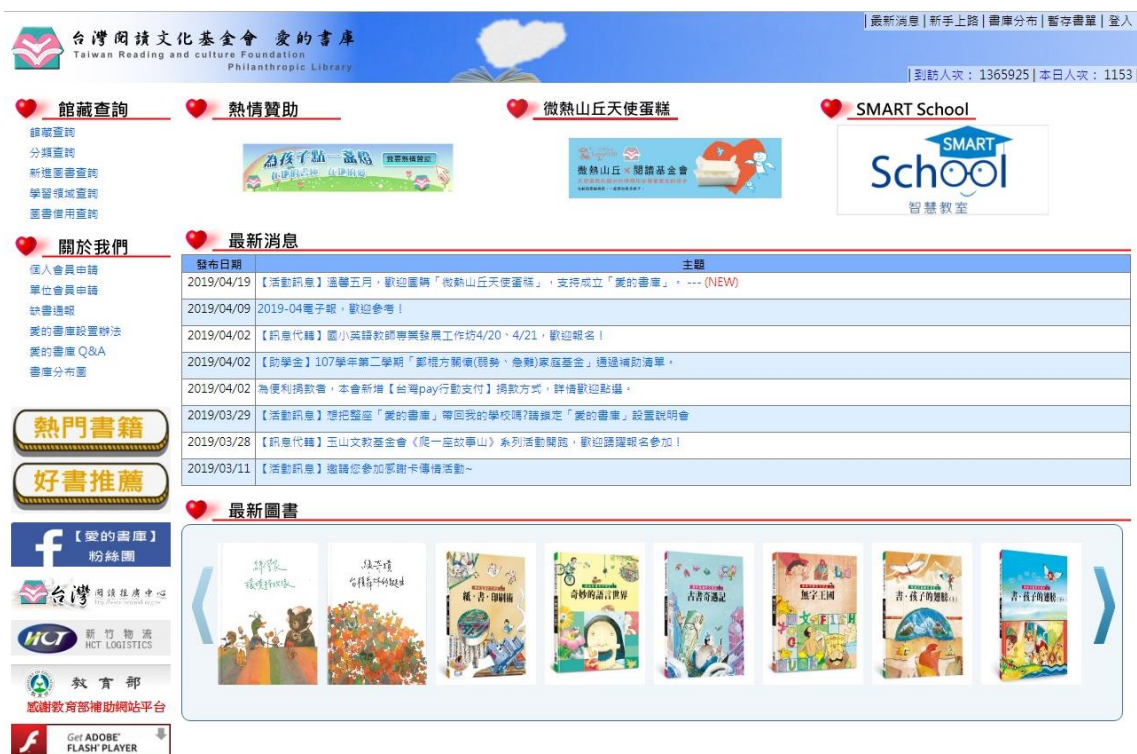 |最新消息|新手上路|書庫分布|暫存書單|登入
台灣閱讀文化基金會 愛的書庫
Taiwan Reading and culture Foundation
Philanthropic Library
|到訪人次： 1365925|本日人次： 1153|
館藏查詢
館藏查詢
分類查詢
新進圖書查詢
學習領域查詢
圖書借用查詢
關於我們
個人會員申請
單位會員申請
缺書通報
愛的書庫設置辦法
愛的書庫 Q&A
書庫分布圖
熱門書籍
好書推薦
【愛的書庫】
粉絲團
台灣閱讀推廣中心
HCT 新竹物流
HCT LOGISTICS
教育部
感謝教育部補助網站平台
Get ADOBE®
FLASH® PLAYER
熱情贊助
為孩子點一盞燈 我要熱情贊助
微熱山丘天使蛋糕
微熱山丘×閱讀基金會
SMART School
SMART
School
智慧教室
最新消息
發布日期 主題
2019/04/19 【活動訊息】溫馨五月，歡迎團購「微熱山丘天使蛋糕」，支持成立「愛的書庫」。 --- (NEW)
2019/04/09 2019-04電子報，歡迎參考！
2019/04/02 【訊息代轉】國小英語教師專業發展工作坊4/20、4/21，歡迎報名！
2019/04/02 【助學金】107學年第二學期「鄭棍方關懷(弱勢、急難)家庭基金」通過補助清單。
2019/04/02 為便利捐款者，本會新增【台灣pay行動支付】捐款方式，詳情歡迎點選。
2019/03/29 【活動訊息】想把整座「愛的書庫」帶回我的學校嗎?請鎖定「愛的書庫」設置說明會
2019/03/28 【訊息代轉】玉山文教基金會《爬一座故事山》系列活動開跑，歡迎踴躍報名參加！
2019/03/11 【活動訊息】邀請您參加感謝卡傳情活動~
最新圖書
紙·書·印刷術
奇妙的語言世界
古書奇遇記
無字王國
書·孩子的翅膀(上)
書·孩子的翅膀(下)